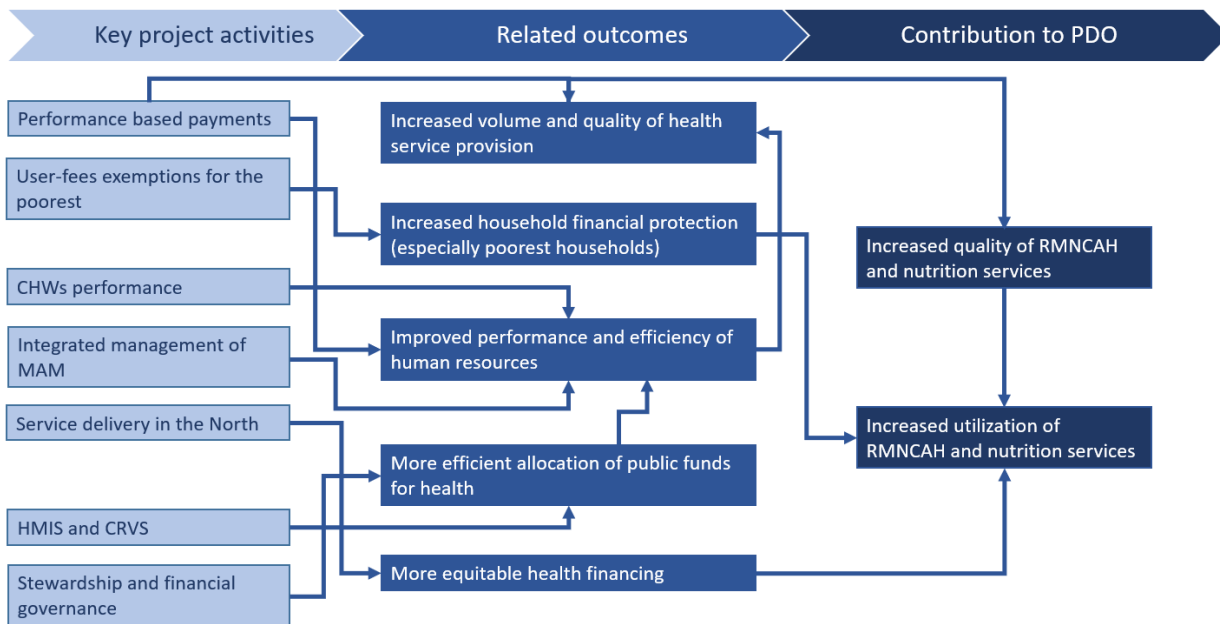 Key project activities
Related outcomes
Contribution to PDO
Performance based payments
User-fees exemptions for the
poorest
CHWs performance
Integrated management of
MAM
Service delivery in the North
HMIS and CRVS
Stewardship and financial
governance
Increased volume and quality of health
service provision
Increased household financial protection
(especially poorest households)
Improved performance and efficiency of
human resources
More efficient allocation of public funds
for health
More equitable health financing
Increased quality of RMNCAH
and nutrition services
Increased utilization of
RMNCAH and nutrition services